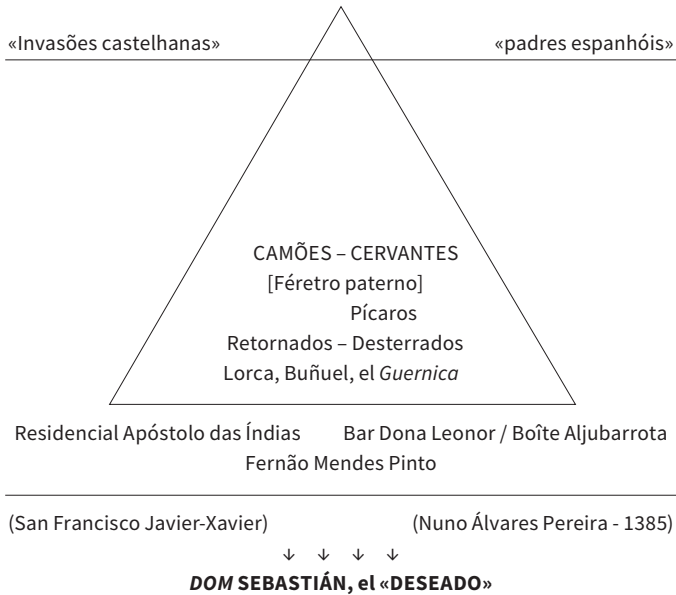 «Invasões castelhanas» «padres espanhóis»
CAMÕES – CERVANTES
[Féretro paterno]
Pícaros
Retornados – Desterrados
Lorca, Buñuel, el Guernica
Residencial Apóstolo das Índias Bar Dona Leonor / Boîte Aljubarrota
Fernão Mendes Pinto
(San Francisco Javier-Xavier) (Nuno Álvares Pereira - 1385)
↓ ↓ ↓ ↓
DOM SEBASTIÁN, el «DESEADO»